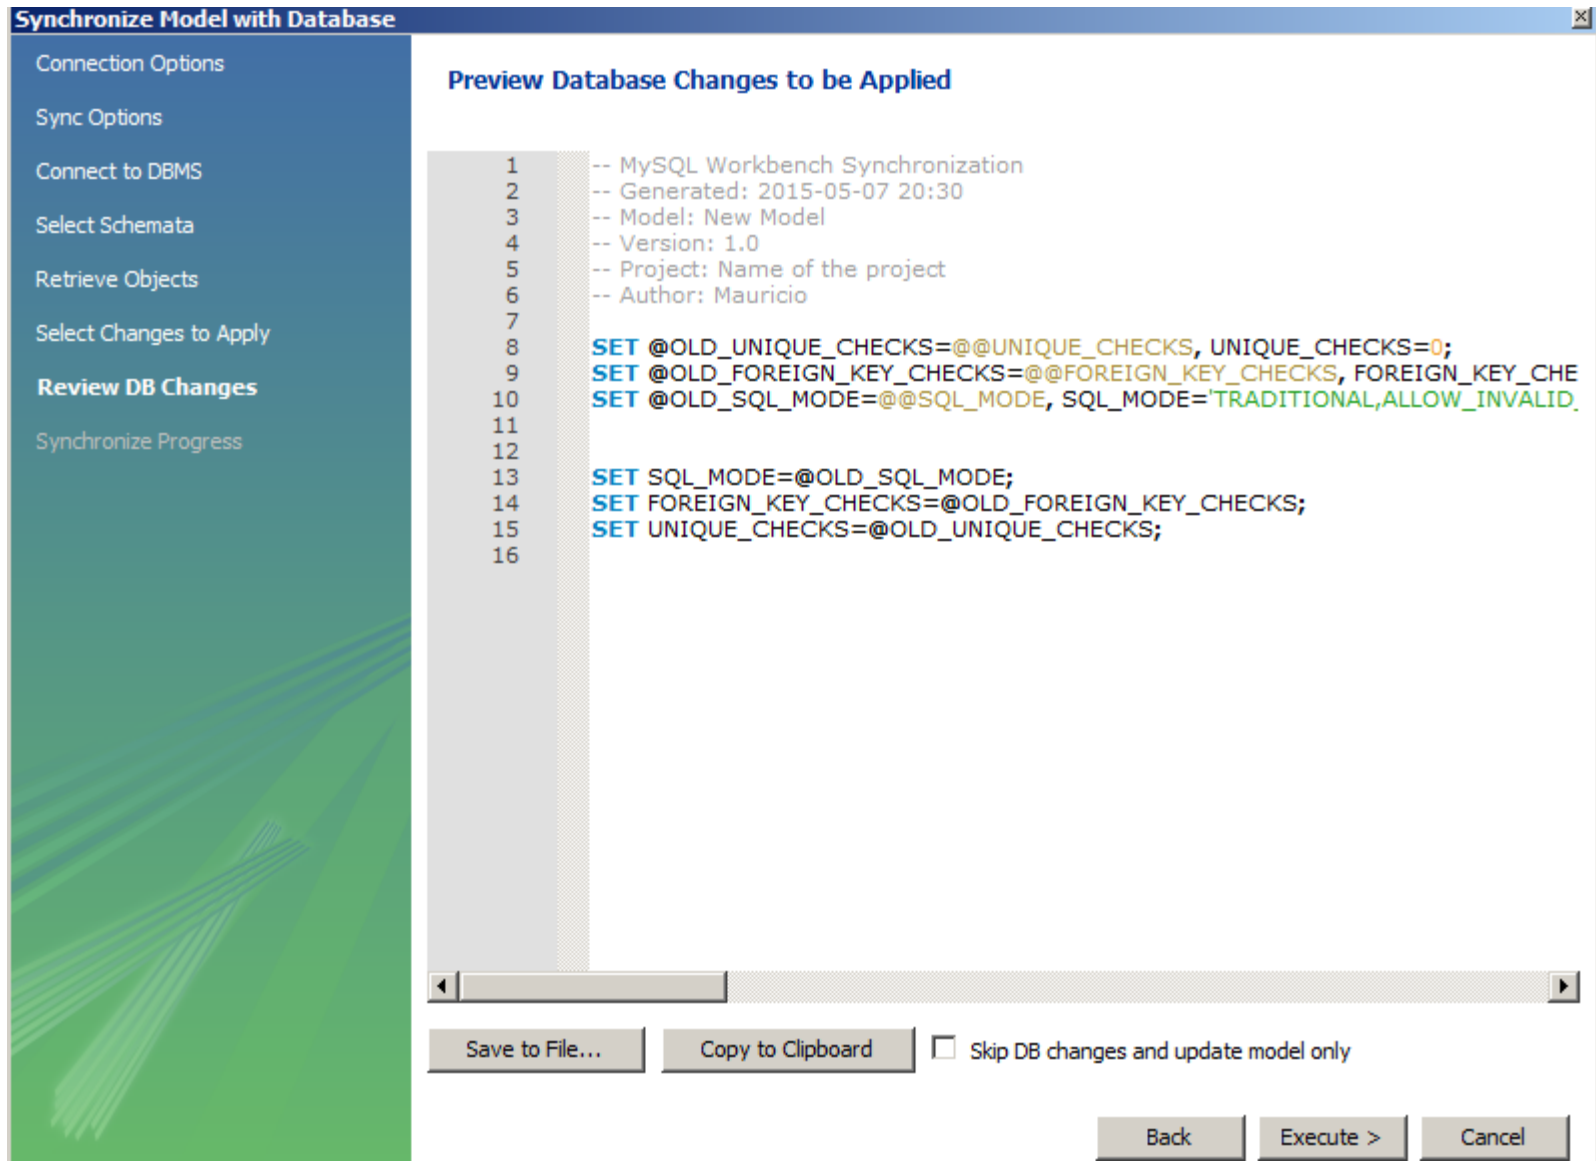 Synchronize Model with Database
Connection Options
Sync Options
Connect to DBMS
Select Schemata
Retrieve Objects
Select Changes to Apply
Review DB Changes
Synchronize Progress
Preview Database Changes to be Applied
1 -- MySQL Workbench Synchronization
2 -- Generated: 2015-05-07 20:30
3 -- Model: New Model
4 -- Version: 1.0
5 -- Project: Name of the project
6 -- Author: Mauricio
7
8 SET @OLD_UNIQUE_CHECKS=@@UNIQUE_CHECKS, UNIQUE_CHECKS=0;
9 SET @OLD_FOREIGN_KEY_CHECKS=@@FOREIGN_KEY_CHECKS, FOREIGN_KEY_CHE
10 SET @OLD_SQL_MODE=@@SQL_MODE, SQL_MODE='TRADITIONAL,ALLOW_INVALID_
11
12
13 SET SQL_MODE=@OLD_SQL_MODE;
14 SET FOREIGN_KEY_CHECKS=@OLD_FOREIGN_KEY_CHECKS;
15 SET UNIQUE_CHECKS=@OLD_UNIQUE_CHECKS;
16
Save to File... Copy to Clipboard Skip DB changes and update model only
Back Execute > Cancel